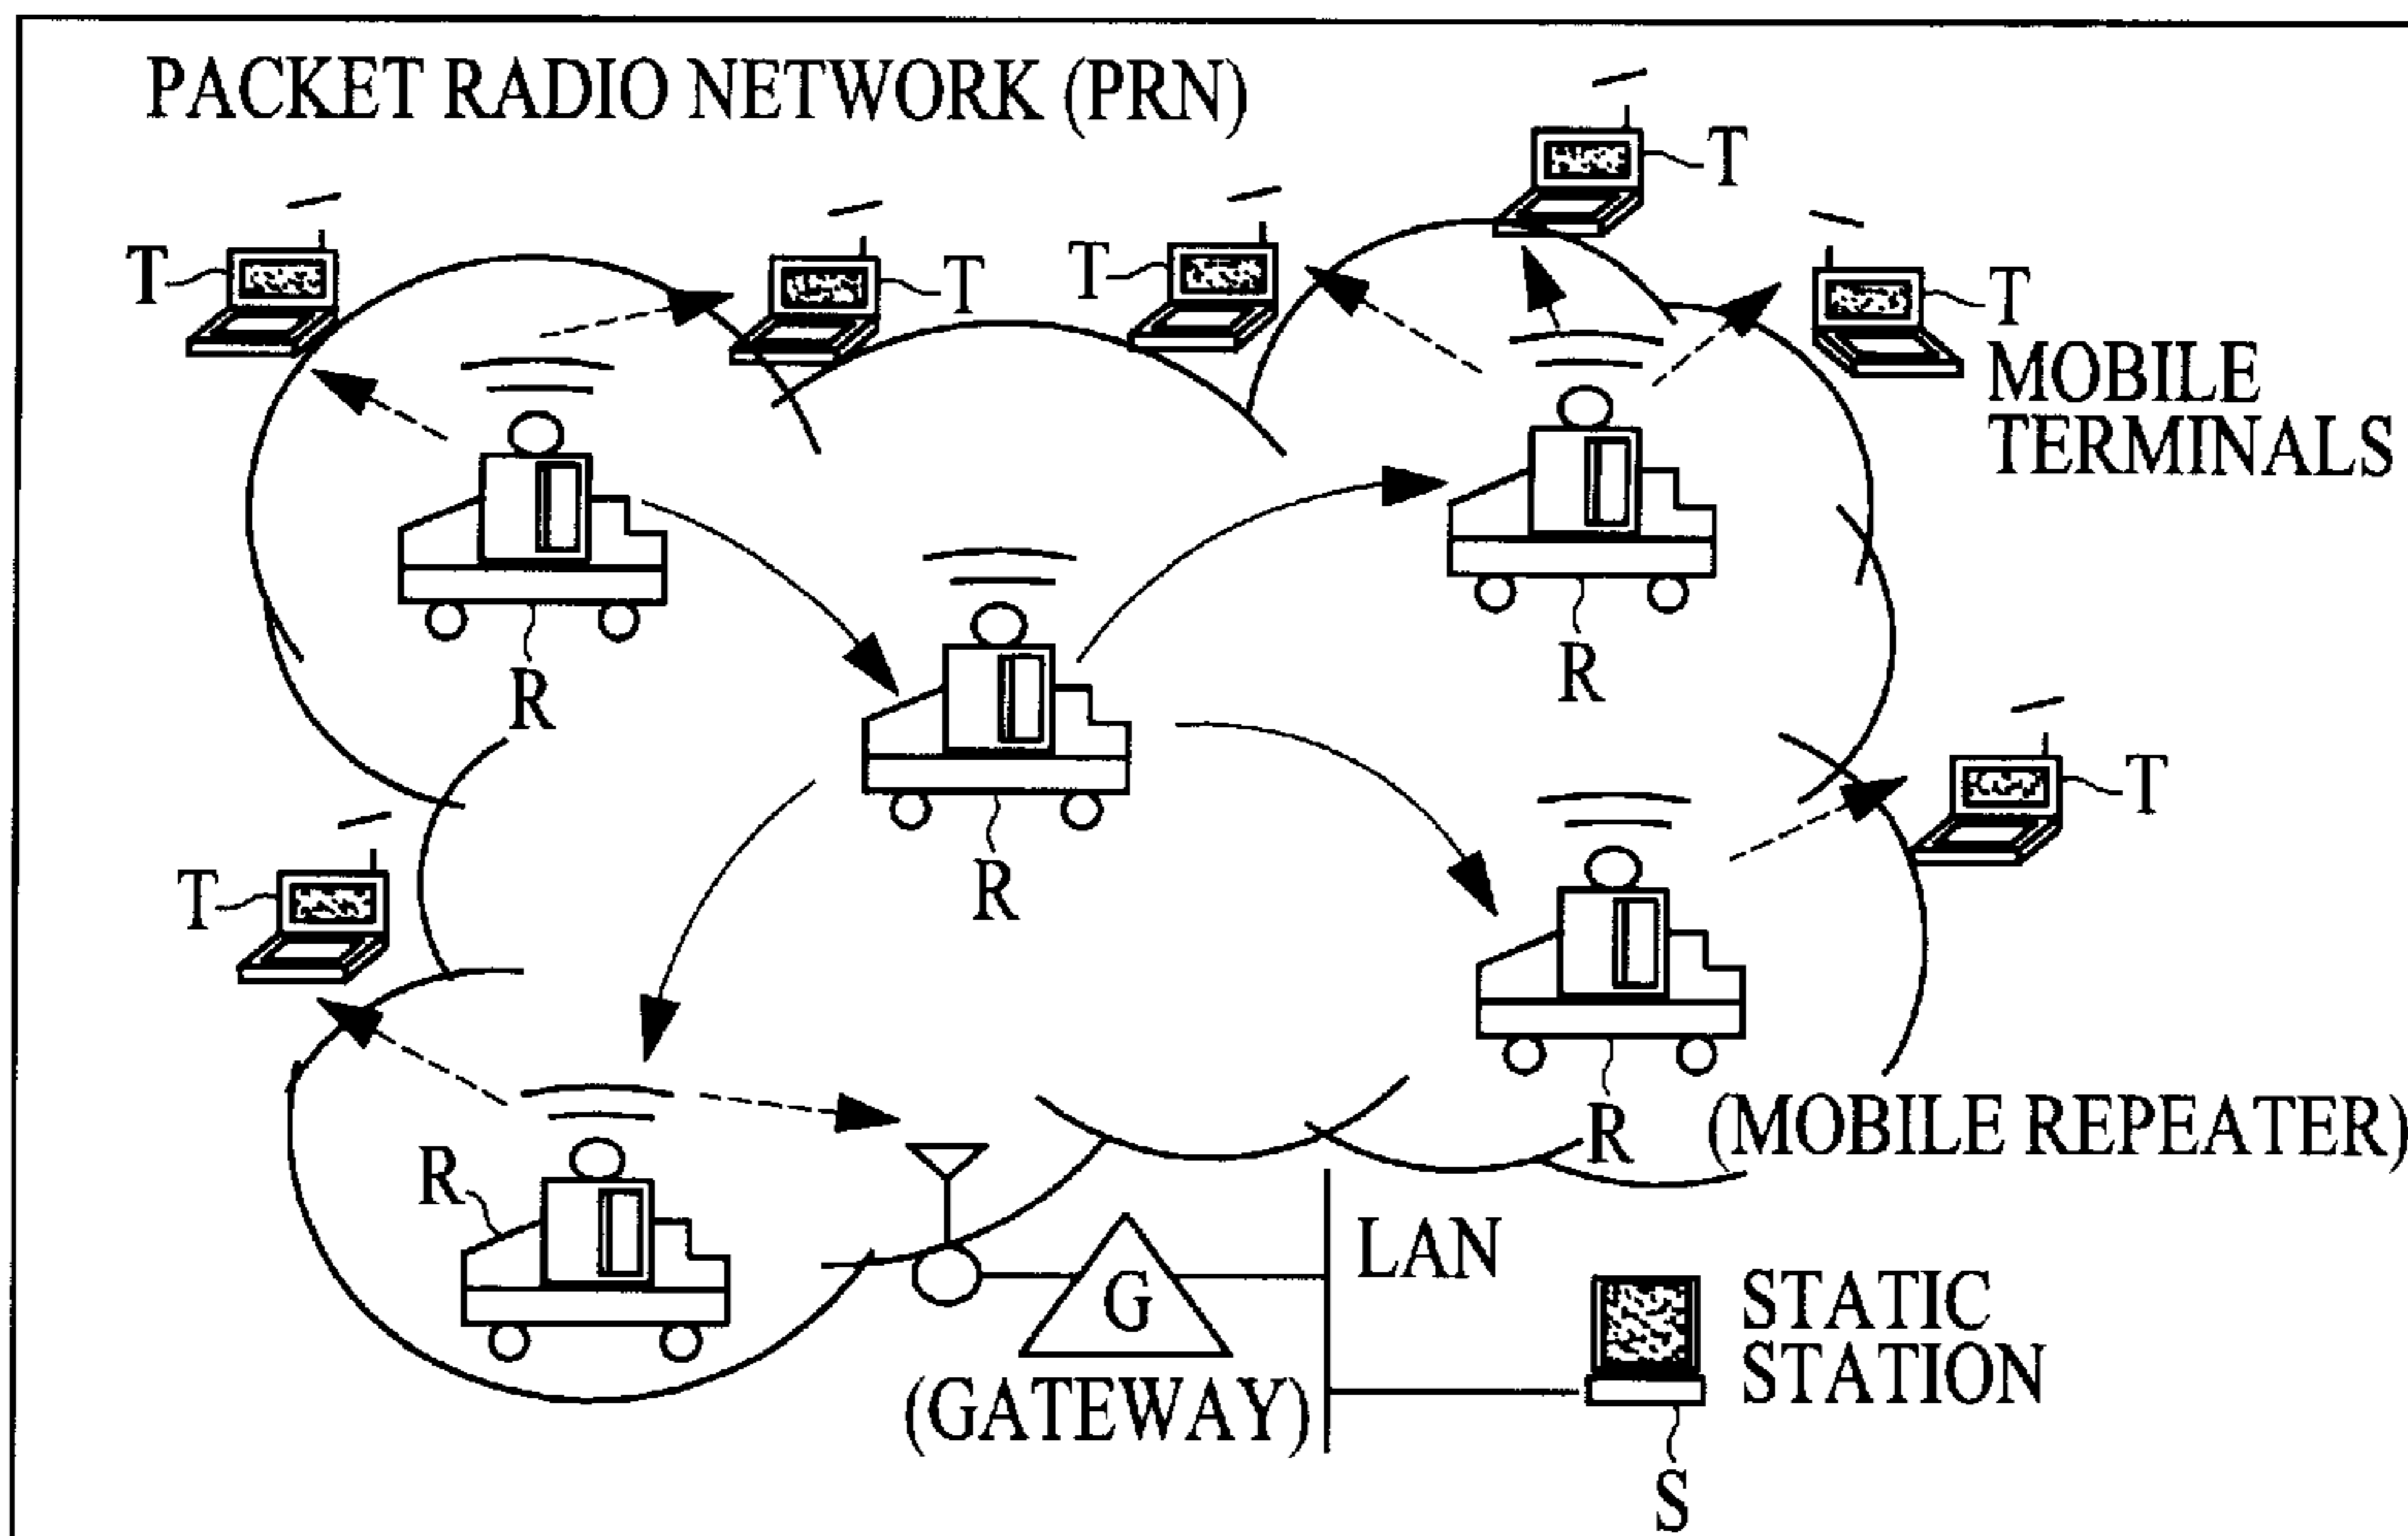 PACKET RADIO NETWORK (PRN)
T
T
T
T
T
MOBILE
TERMINALS
R
R
R
T
T
R
(MOBILE REPEATER)
R
LAN
G
(GATEWAY)
STATIC
STATION
S